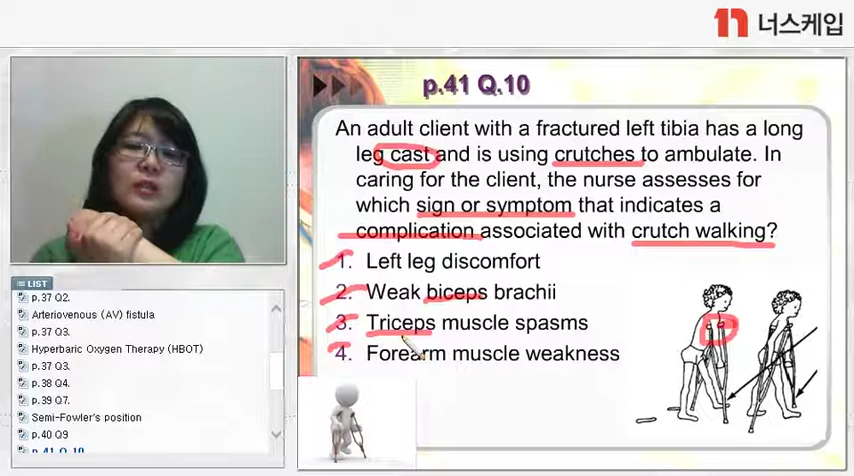 너스케입
p.41 Q.10
An adult client with a fractured left tibia has a long
leg cast and is using crutches to ambulate. In
caring for the client, the nurse assesses for
which sign or symptom that indicates a
complication associated with crutch walking?
1. Left leg discomfort
2. Weak biceps brachii
3. Triceps muscle spasms
4. Forearm muscle weakness
LIST
p.37 Q2.
Arteriovenous (AV) fistula
p.37 Q3.
Hyperbaric Oxygen Therapy (HBOT)
p.37 Q3.
p.38 Q4.
p.39 Q7.
Semi-Fowler's position
p.40 Q9
p.41 Q.10